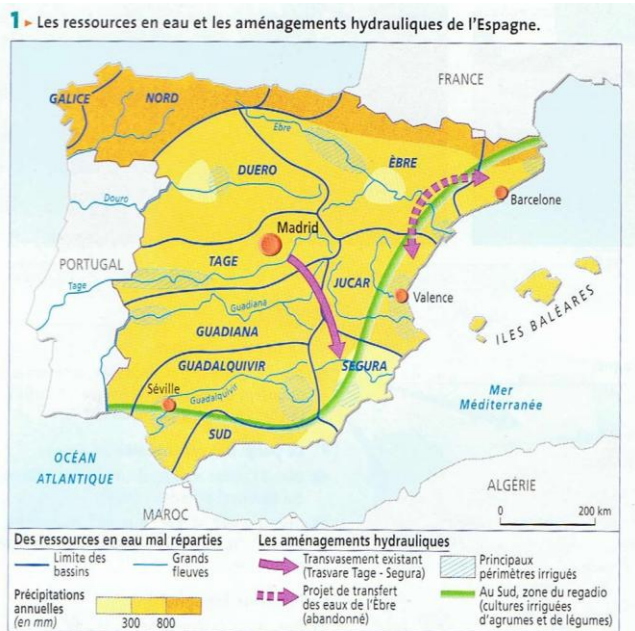 1 ▸ Les ressources en eau et les aménagements hydrauliques de l'Espagne.
FRANCE
GALICE
NORD
Ebre
DUERO
ÈBRE
Douro
Barcelone
Madrid
PORTUGAL
TAGE
JUCAR
Tage
Valence
Guadiana
ILES BALÉARES
GUADIANA
GUADALQUIVIR
SEGURA
Séville
Guadalquivir
Mer
Méditerranée
SUD
OCÉAN
ATLANTIQUE
ALGÉRIE
MAROC
0 200 km
Des ressources en eau mal réparties
Limite des
bassins
Grands
fleuves
Précipitations
annuelles
(en mm)
300 800
Les aménagements hydrauliques
Transvasement existant
(Trasvare Tage - Segura)
Projet de transfert
des eaux de l'Èbre
(abandonné)
Principaux
périmètres irrigués
Au Sud, zone du regadio
(cultures irriguées
d'agrumes et de légumes)